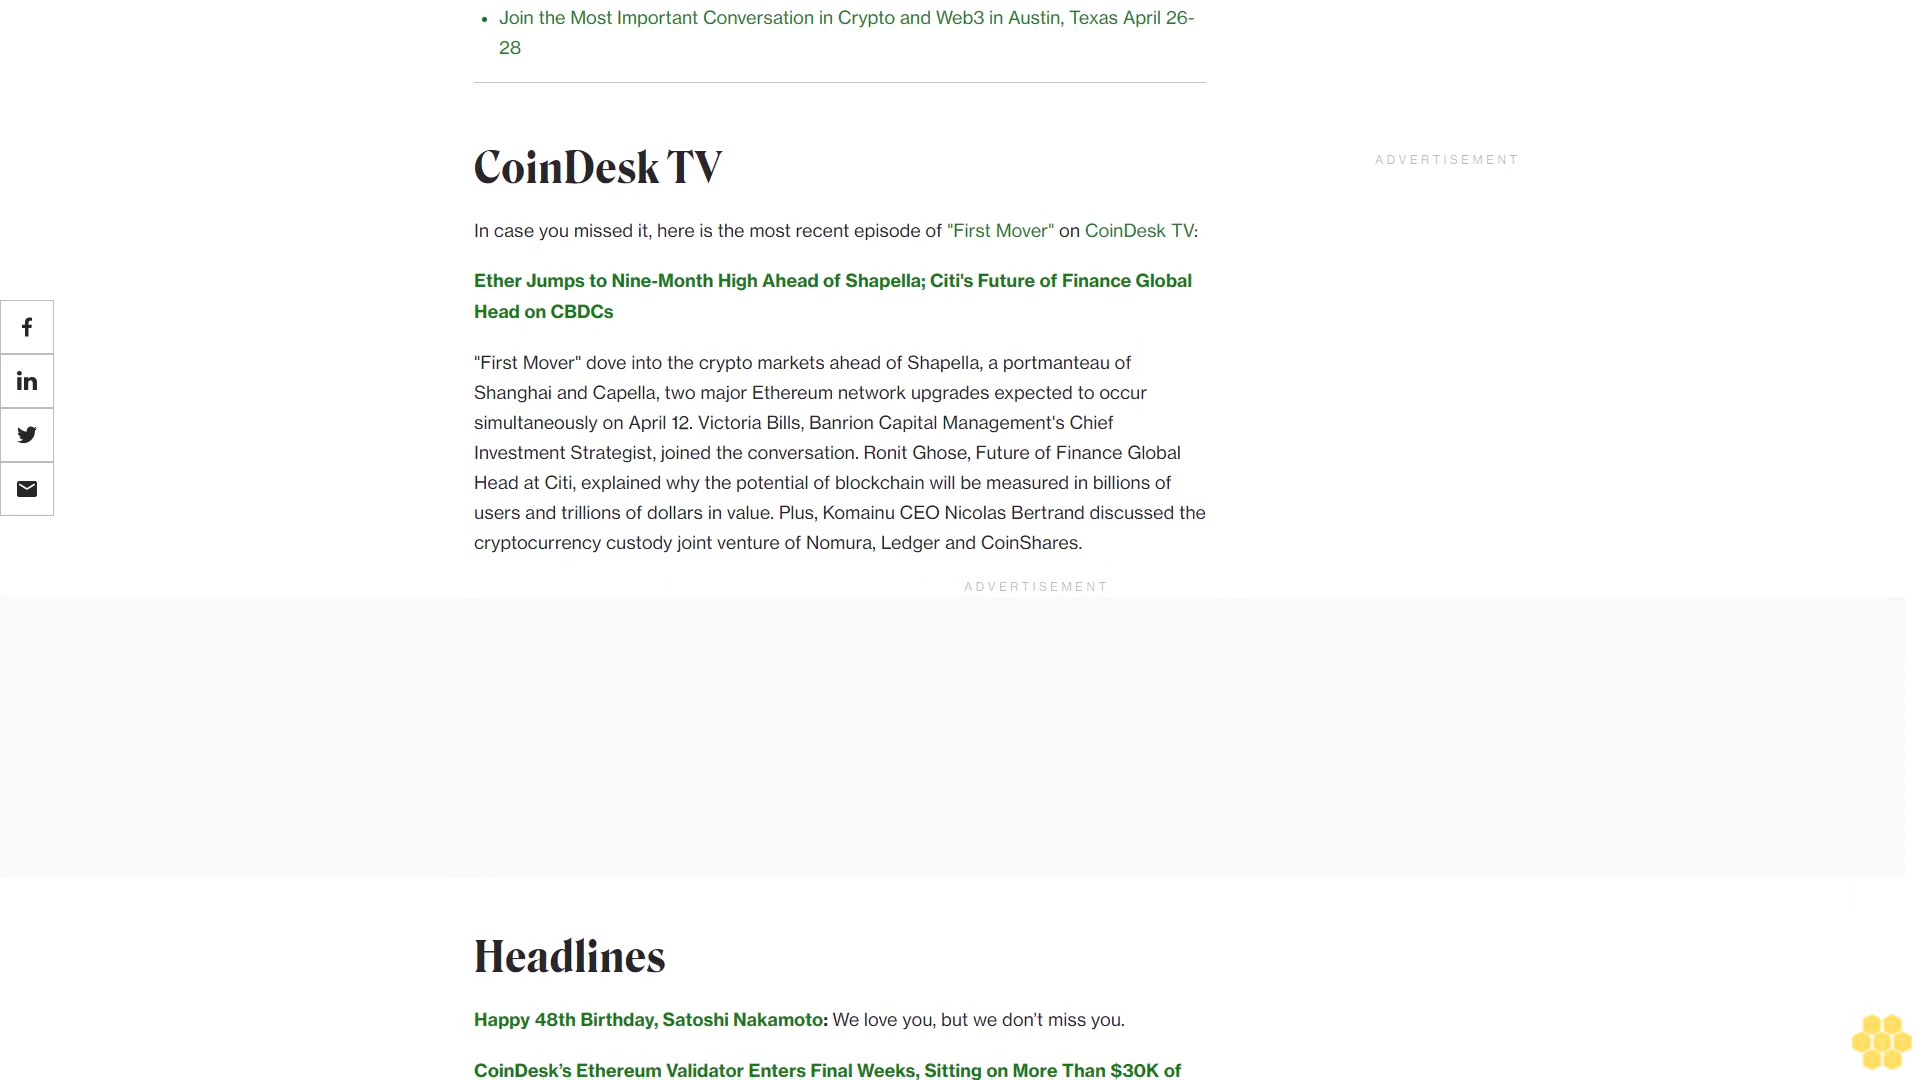 Join the Most Important Conversation in Crypto and Web3 in Austin, Texas April 26-
28
CoinDesk TV
ADVERTISEMENT
In case you missed it, here is the most recent episode of "First Mover" on CoinDesk TV:
Ether Jumps to Nine-Month High Ahead of Shapella; Citi's Future of Finance Global
Head on CBDCs
"First Mover" dove into the crypto markets ahead of Shapella, a portmanteau of
Shanghai and Capella, two major Ethereum network upgrades expected to occur
simultaneously on April 12. Victoria Bills, Banrion Capital Management's Chief
Investment Strategist, joined the conversation. Ronit Ghose, Future of Finance Global
Head at Citi, explained why the potential of blockchain will be measured in billions of
users and trillions of dollars in value. Plus, Komainu CEO Nicolas Bertrand discussed the
cryptocurrency custody joint venture of Nomura, Ledger and CoinShares.
ADVERTISEMENT
Headlines
Happy 48th Birthday, Satoshi Nakamoto: We love you, but we don’t miss you.
CoinDesk’s Ethereum Validator Enters Final Weeks, Sitting on More Than $30K of